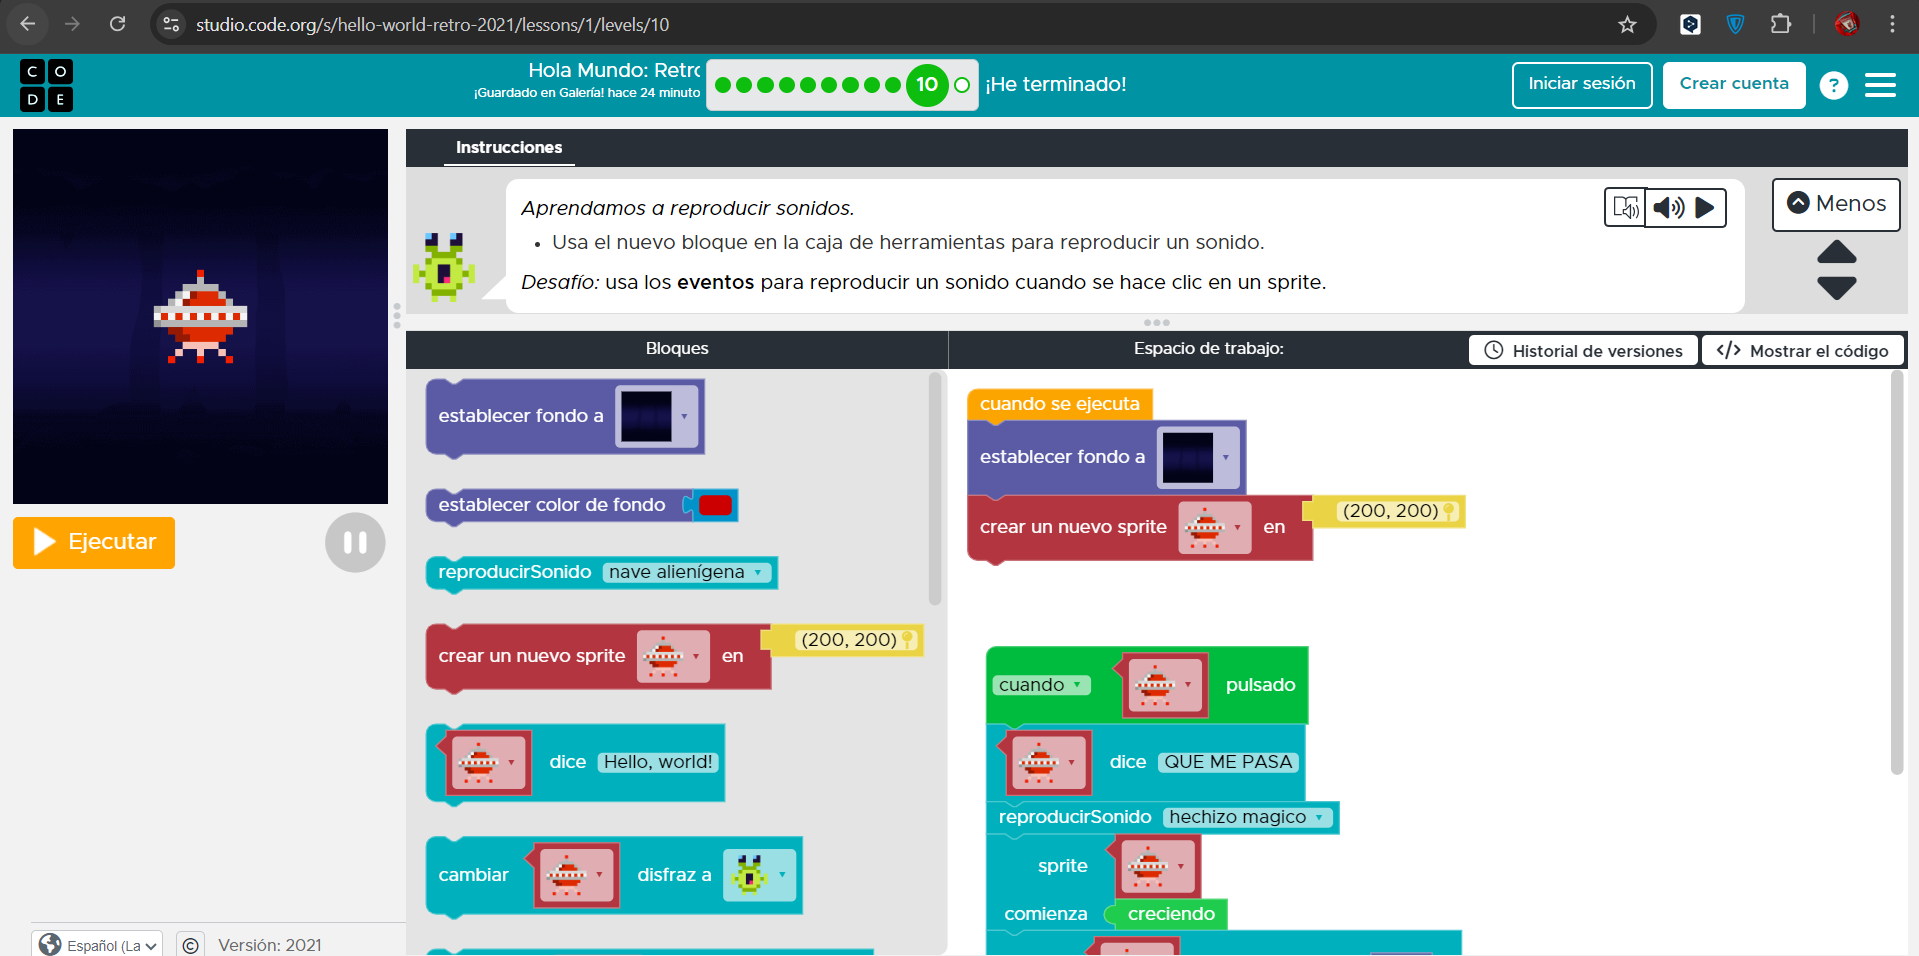 studio.code.org/s/hello-world-retro-2021/lessons/1/levels/10
C O
D E
Hola Mundo: Retro
¡Guardado en Galería! hace 24 minuto
10
¡He terminado!
Iniciar sesión
Crear cuenta
?
Instrucciones
Aprendamos a reproducir sonidos.
• Usa el nuevo bloque en la caja de herramientas para reproducir un sonido.
Desafío: usa los eventos para reproducir un sonido cuando se hace clic en un sprite.
Menos
Bloques
Espacio de trabajo:
Historial de versiones
</> Mostrar el código
establecer fondo a
establecer color de fondo
reproducirSonido nave alienígena
crear un nuevo sprite en (200, 200)
dice Hello, world!
cambiar disfraz a
cuando se ejecuta
establecer fondo a
crear un nuevo sprite en (200, 200)
cuando pulsado
dice QUE ME PASA
reproducirSonido hechizo magico
sprite
comienza creciendo
Ejecutar
Español (La
© Versión: 2021